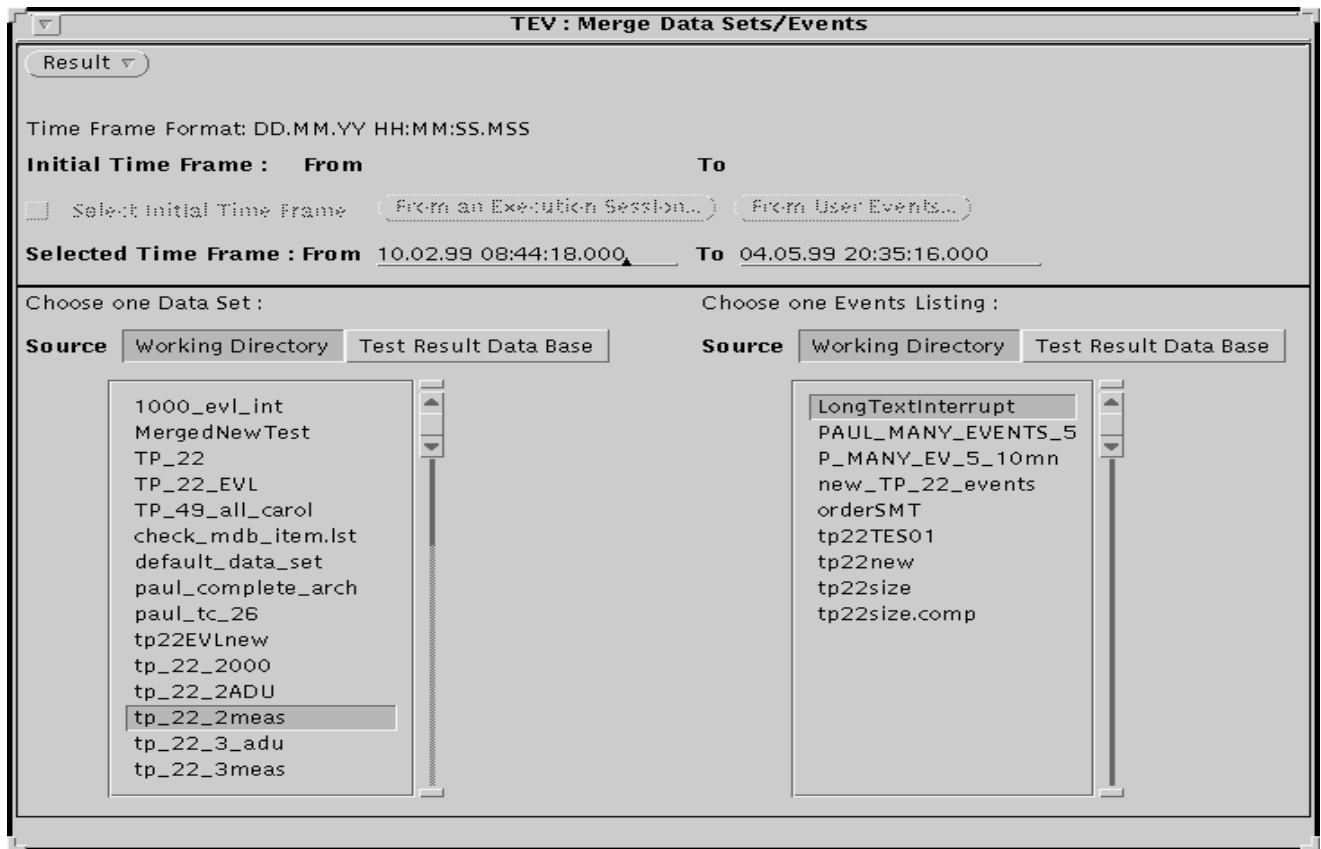 TEV : Merge Data Sets/Events
Result
Time Frame Format: DD.MM.YY HH:MM:SS.MSS
Initial Time Frame : From To
Select Initial Time Frame From an Execution Session... From User Events...
Selected Time Frame : From 10.02.99 08:44:18.000 To 04.05.99 20:35:16.000
Choose one Data Set :
Source Working Directory Test Result Data Base
1000_evl_int
MergedNewTest
TP_22
TP_22_EVL
TP_49_all_carol
check_mdb_item.lst
default_data_set
paul_complete_arch
paul_tc_26
tp22EVLnew
tp_22_2000
tp_22_2ADU
tp_22_2meas
tp_22_3_adu
tp_22_3meas
Choose one Events Listing :
Source Working Directory Test Result Data Base
LongTextInterrupt
PAUL_MANY_EVENTS_5
P_MANY_EV_5_10mn
new_TP_22_events
orderSMT
tp22TES01
tp22new
tp22size
tp22size.comp